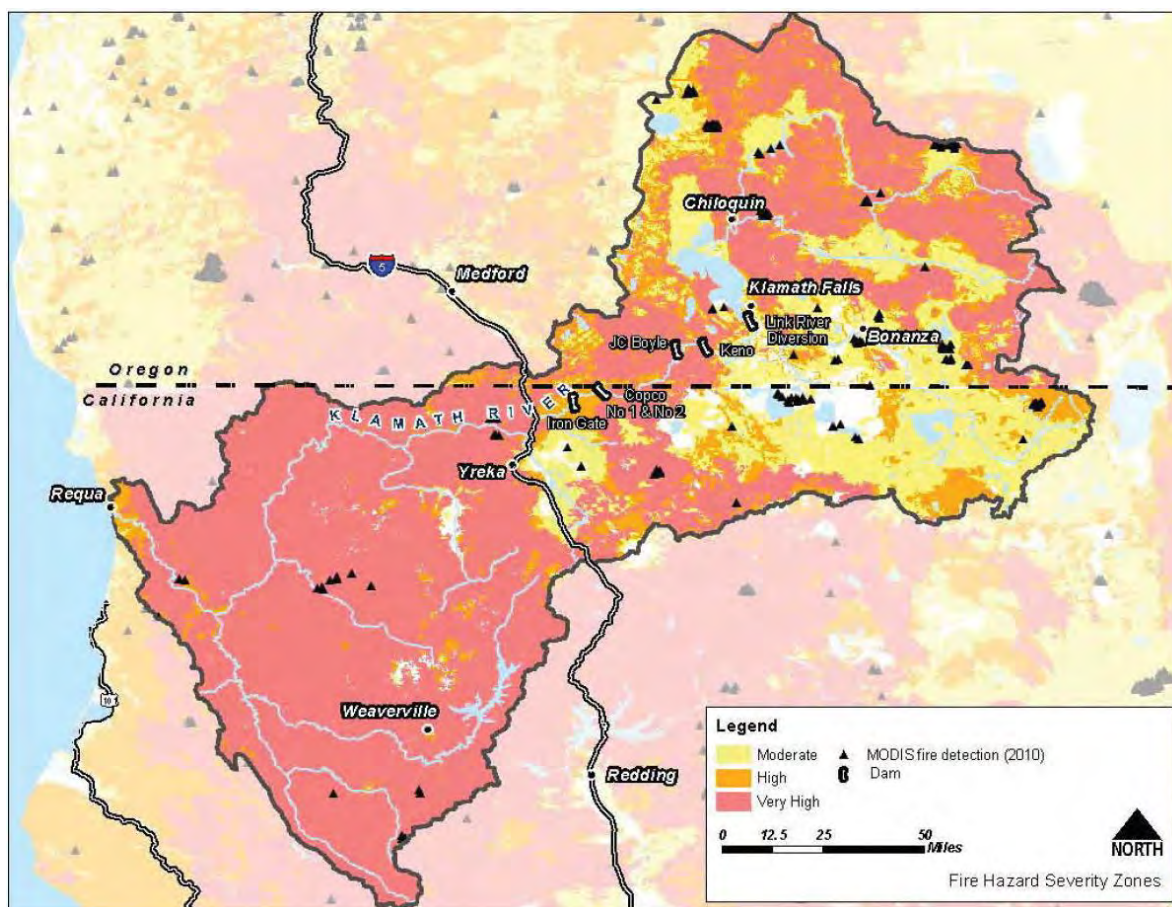 Chiloquin
5
Medford
Klamath Falls
Link River
Diversion
Bonanza
JC Boyle
Keno
Oregon
California
KLAMATH RIVER
Copco
No 1 & No 2
Iron Gate
Yreka
Requa
Weaverville
Redding
Legend
Moderate
High
Very High
MODIS fire detection (2010)
Dam
0 12.5 25 50
Miles
NORTH
Fire Hazard Severity Zones